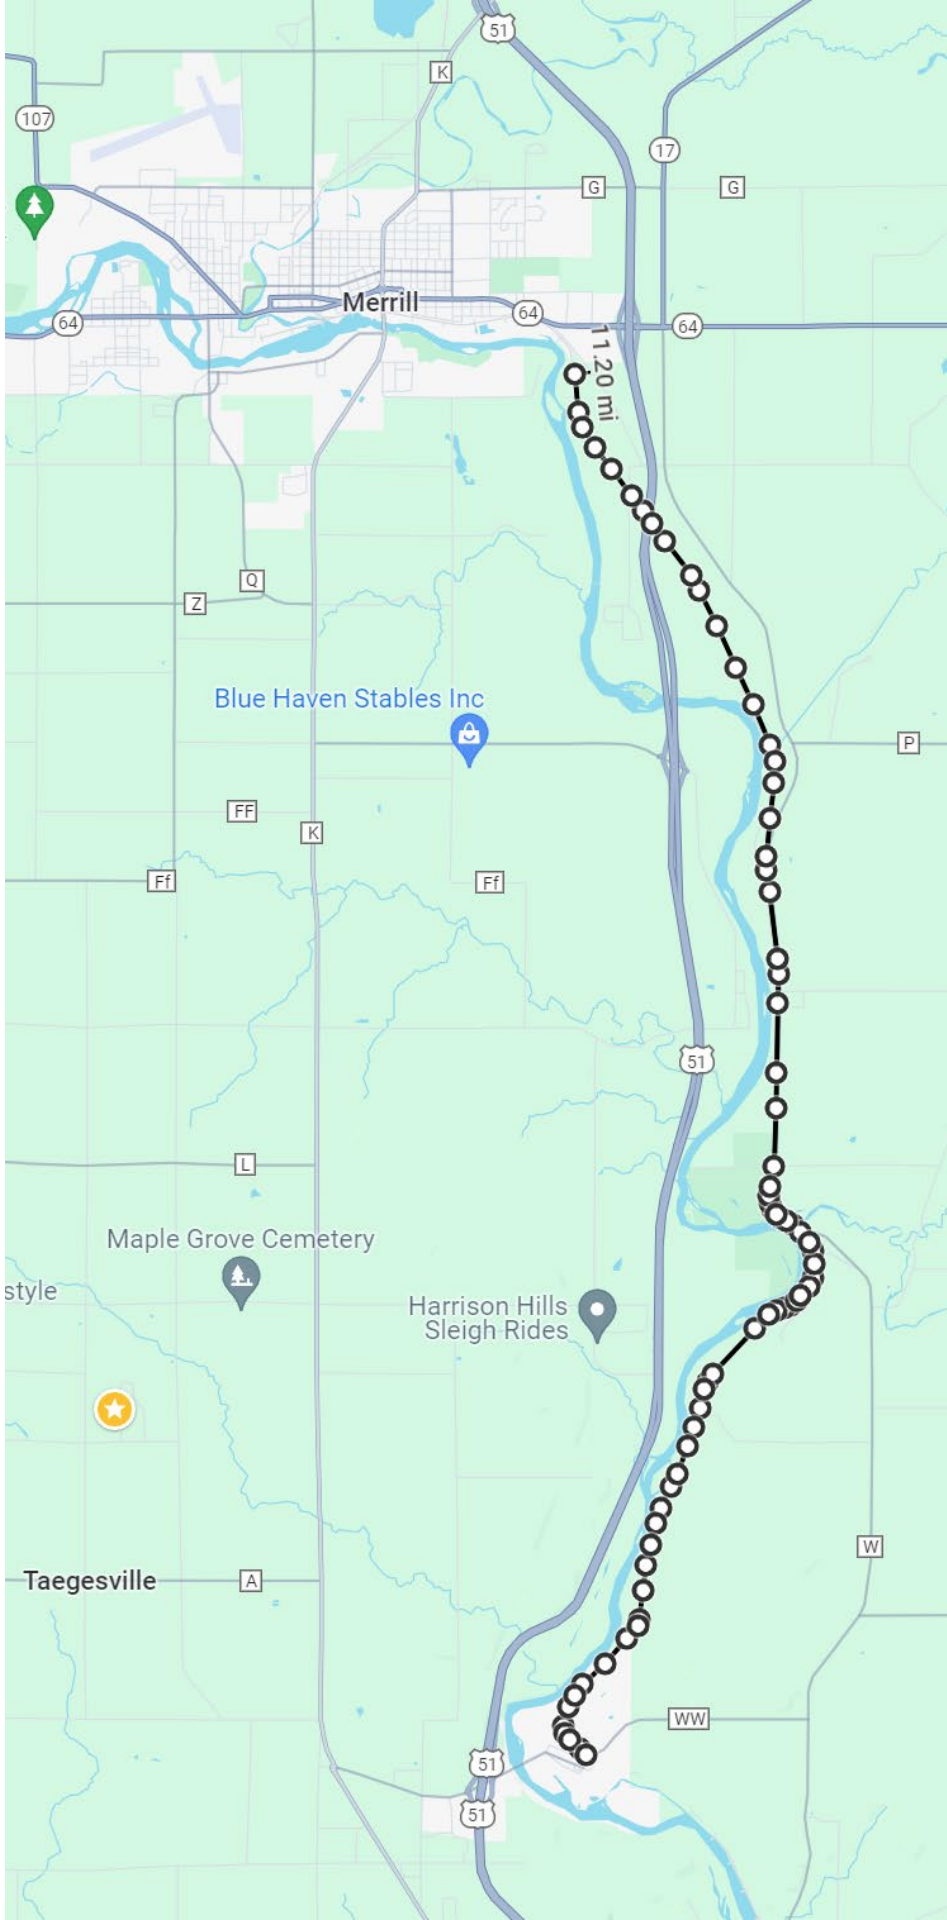 51
K
107
17
G
G
Merrill
64
64
64
11.20 mi
Q
Z
Blue Haven Stables Inc
P
FF
K
Ff
Ff
51
L
Maple Grove Cemetery
style
Harrison Hills
Sleigh Rides
W
Taegesville
A
WW
51
51